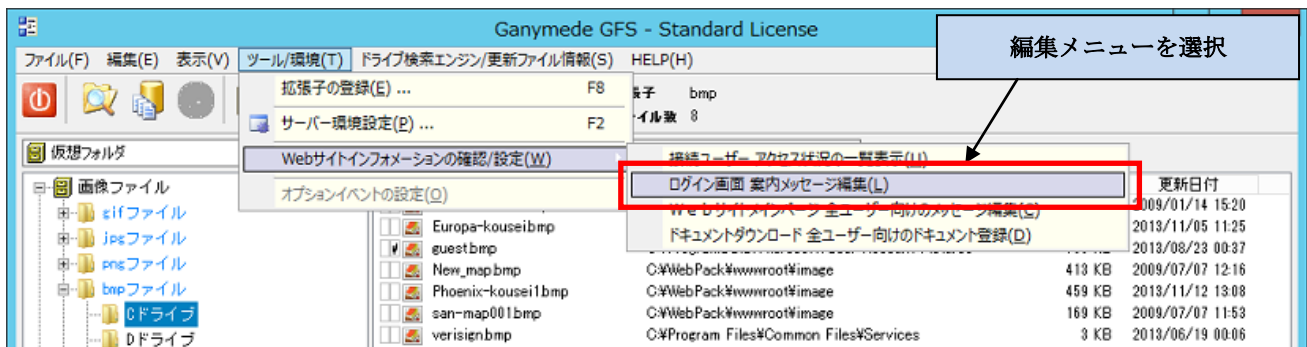 Ganymede GFS - Standard License
編集メニューを選択
ファイル(F) 編集(E) 表示(V) ツール/環境(T) ドライブ検索エンジン/更新ファイル情報(S) HELP(H)
拡張子の登録(E) ... F8
サーバー環境設定(P) ... F2
Webサイトインフォメーションの確認/設定(W)
オプションイベントの設定(O)
bmp
8
接続ユーザー アクセス状況の一覧表示(U)
ログイン画面 案内メッセージ編集(L)
Webサイトメインページ 全ユーザー向けのメッセージ編集(C)
ドキュメントダウンロード 全ユーザー向けのドキュメント登録(D)
仮想フォルダ
画像ファイル
gifファイル
jpgファイル
pngファイル
bmpファイル
Cドライブ
Dドライブ
更新日付
2009/01/14 15:20
Europa-kousei.bmp 2013/11/05 11:25
guest.bmp 2013/08/23 00:37
New_map.bmp C:¥WebPack¥wwwroot¥image 413 KB 2009/07/07 12:16
Phoenix-kousei1.bmp C:¥WebPack¥wwwroot¥image 459 KB 2013/11/12 13:08
san-map001.bmp C:¥WebPack¥wwwroot¥image 169 KB 2009/07/07 11:53
verisign.bmp C:¥Program Files¥Common Files¥Services 3 KB 2013/06/19 00:06